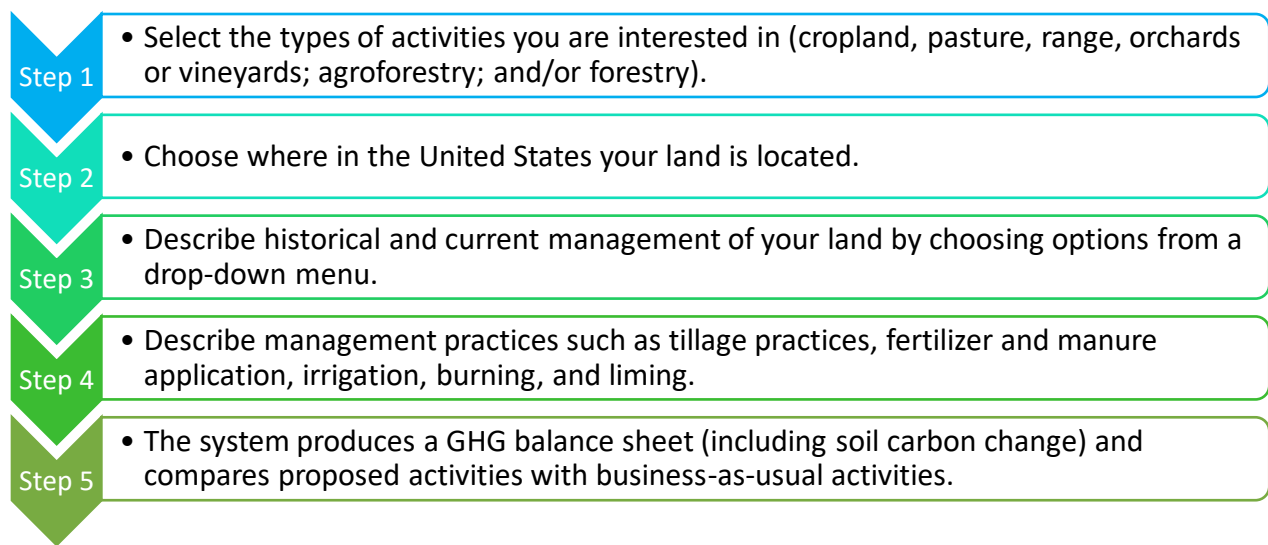 Step 1
• Select the types of activities you are interested in (cropland, pasture, range, orchards
or vineyards; agroforestry; and/or forestry).
Step 2
• Choose where in the United States your land is located.
Step 3
• Describe historical and current management of your land by choosing options from a
drop-down menu.
Step 4
• Describe management practices such as tillage practices, fertilizer and manure
application, irrigation, burning, and liming.
Step 5
• The system produces a GHG balance sheet (including soil carbon change) and
compares proposed activities with business-as-usual activities.